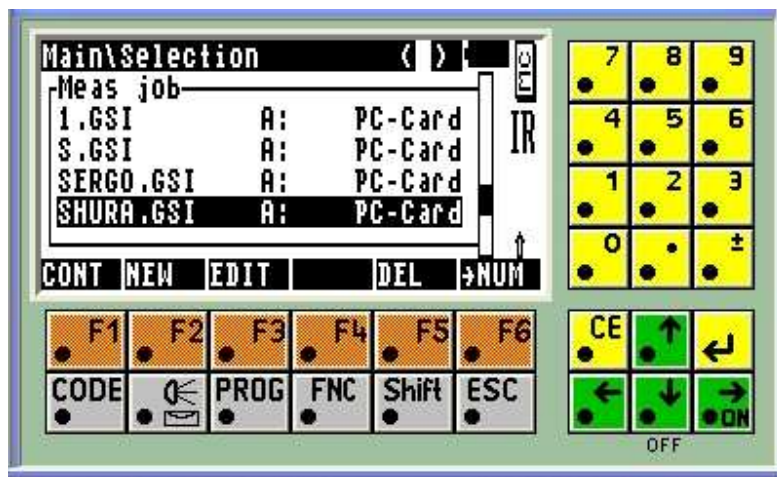 Main\Selection ( )
Meas job
1.GSI A: PC-Card
S.GSI A: PC-Card
SERGO.GSI A: PC-Card
SHURA.GSI A: PC-Card
IR
CONT NEW EDIT DEL →NUM
F1 F2 F3 F4 F5 F6
CODE PROG FNC Shift ESC
7 8 9
4 5 6
1 2 3
0 . ±
CE ↑ ↵
← ↓ → ON
OFF